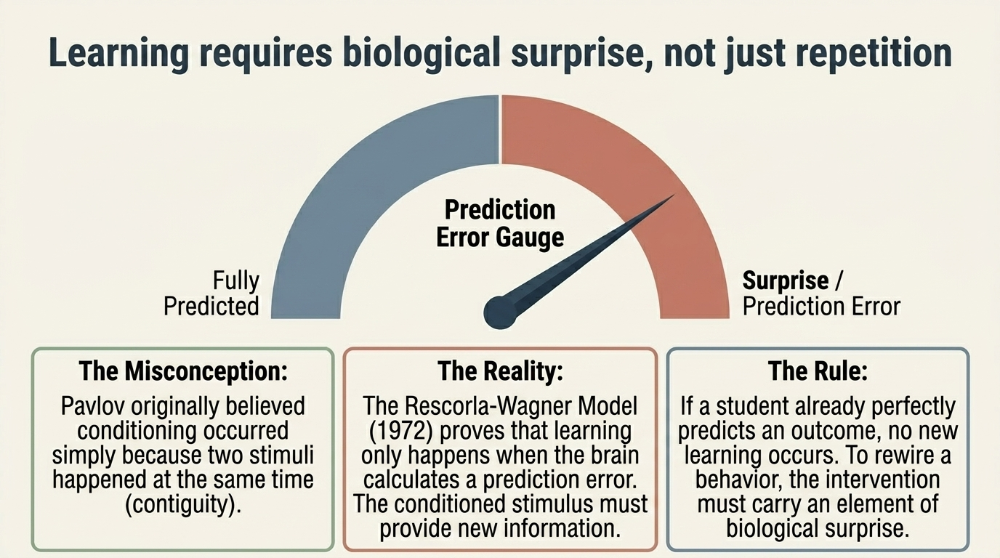 Learning requires biological surprise, not just repetition
Prediction
Error Gauge
Fully
Predicted
Surprise /
Prediction Error
The Misconception:
Pavlov originally believed
conditioning occurred
simply because two stimuli
happened at the same time
(contiguity).
The Reality:
The Rescorla-Wagner Model
(1972) proves that learning
only happens when the brain
calculates a prediction error.
The conditioned stimulus must
provide new information.
The Rule:
If a student already perfectly
predicts an outcome, no new
learning occurs. To rewire a
behavior, the intervention
must carry an element of
biological surprise.